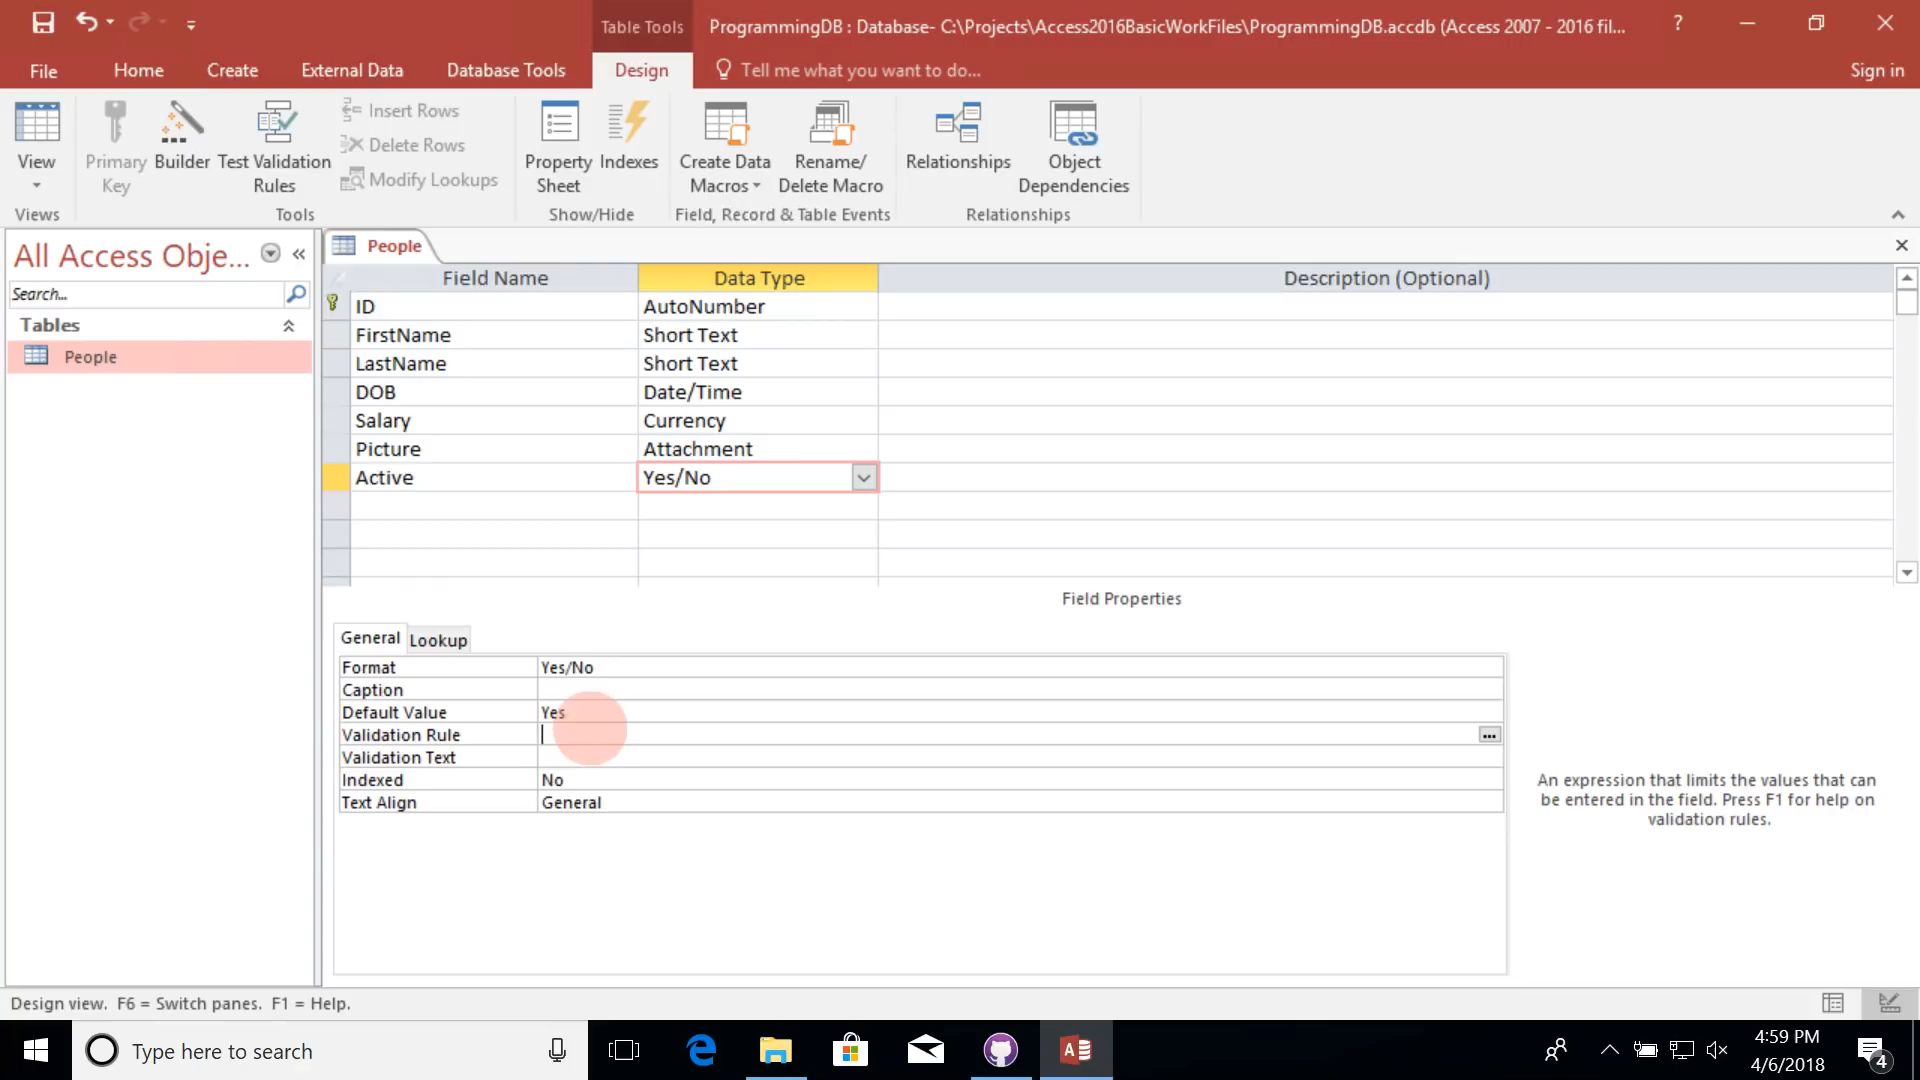 Table Tools
ProgrammingDB : Database- C:\Projects\Access2016BasicWorkFiles\ProgrammingDB.accdb (Access 2007 - 2016 fil...
?
File
Home
Create
External Data
Database Tools
Design
Tell me what you want to do...
Sign in
View
Primary Key
Builder
Test Validation Rules
Insert Rows
Delete Rows
Modify Lookups
Property Sheet
Indexes
Create Data Macros
Rename/ Delete Macro
Relationships
Object Dependencies
Views
Tools
Show/Hide
Field, Record & Table Events
Relationships
All Access Obje...
Search...
Tables
People
People
Field Name Data Type Description (Optional)
ID AutoNumber
FirstName Short Text
LastName Short Text
DOB Date/Time
Salary Currency
Picture Attachment
Active Yes/No
Field Properties
General Lookup
Format Yes/No
Caption
Default Value Yes
Validation Rule
Validation Text
Indexed No
Text Align General
An expression that limits the values that can
be entered in the field. Press F1 for help on
validation rules.
Design view. F6 = Switch panes. F1 = Help.
Type here to search
4:59 PM
4/6/2018
4